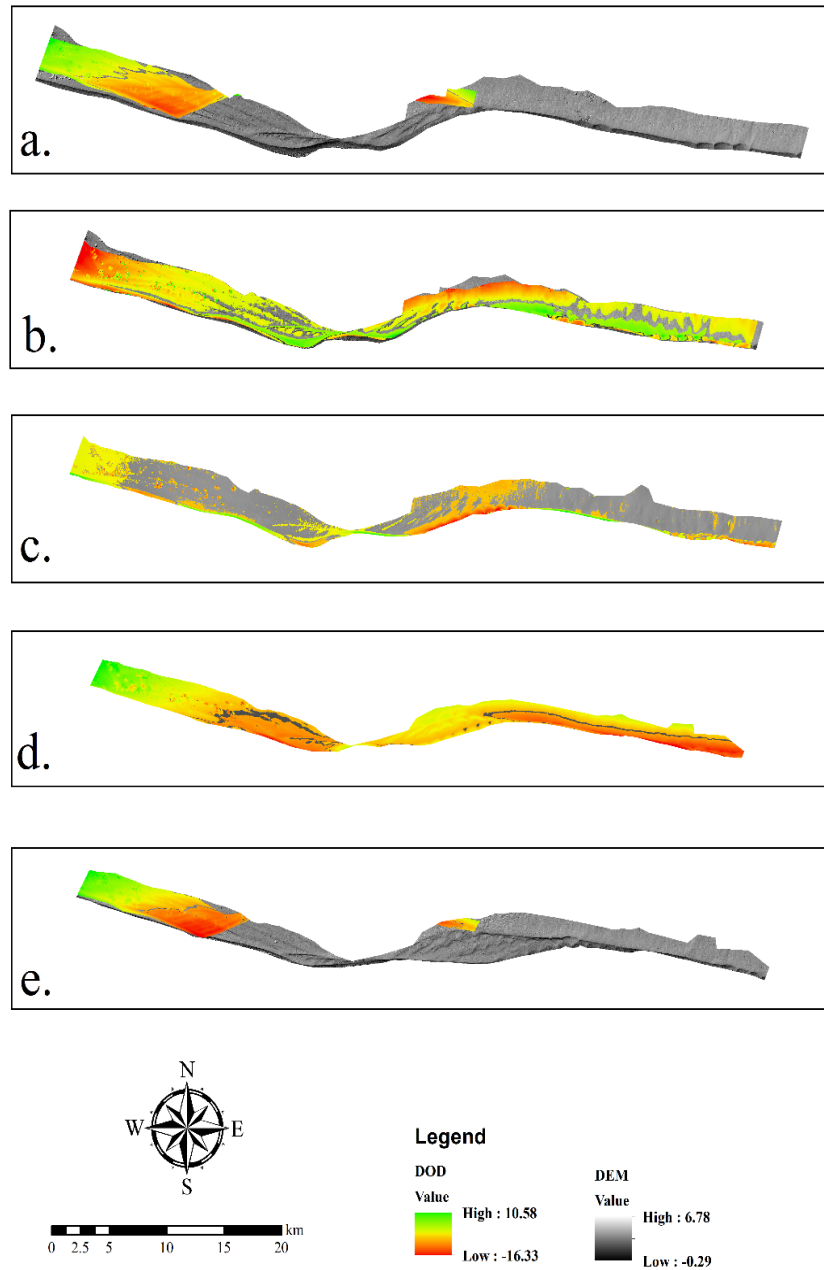 a.
b.
c.
d.
e.
N
W E
S
0 2.5 5 10 15 20 km
Legend
DOD
Value
High : 10.58
Low : -16.33
DEM
Value
High : 6.78
Low : -0.29